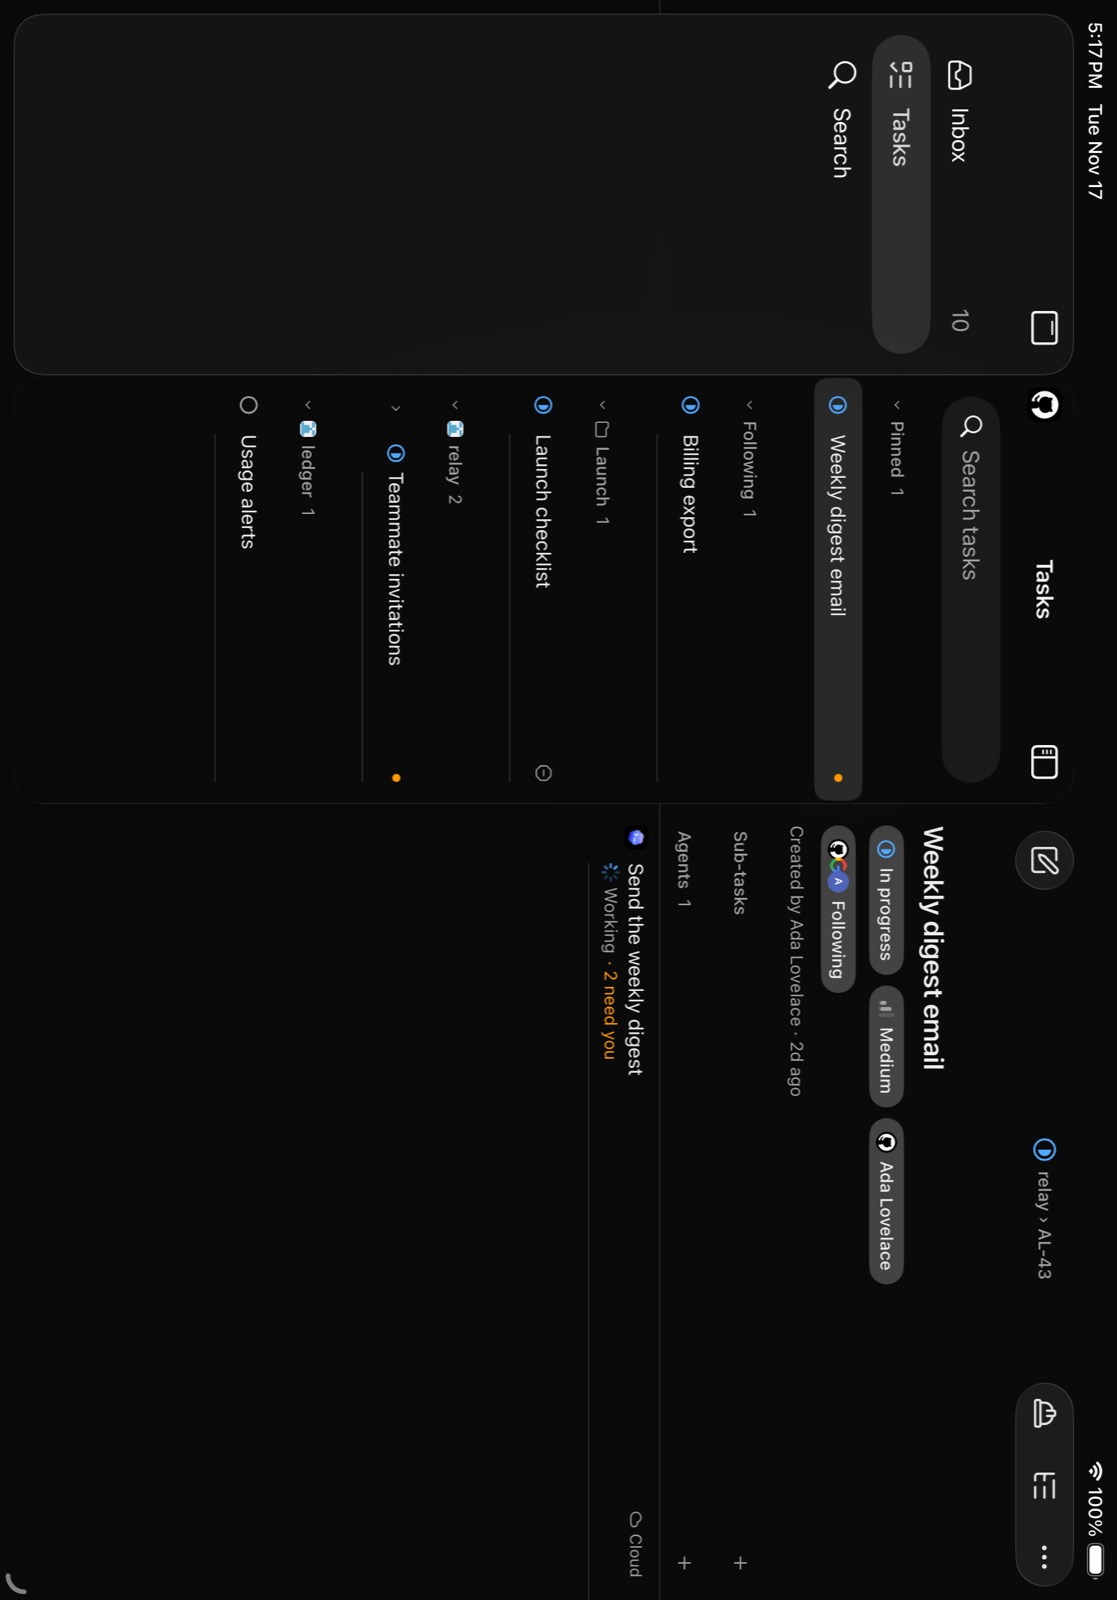 5:17 PM Tue Nov 17
100%
Inbox 10
Tasks
Search
Tasks
Search tasks
Pinned 1
Weekly digest email
Following 1
Billing export
Launch 1
Launch checklist
relay 2
Teammate invitations
ledger 1
Usage alerts
relay › AL-43
Weekly digest email
In progress
Medium
Ada Lovelace
A
Following
Created by Ada Lovelace · 2d ago
Sub-tasks
Agents 1
Send the weekly digest
Cloud
Working · 2 need you